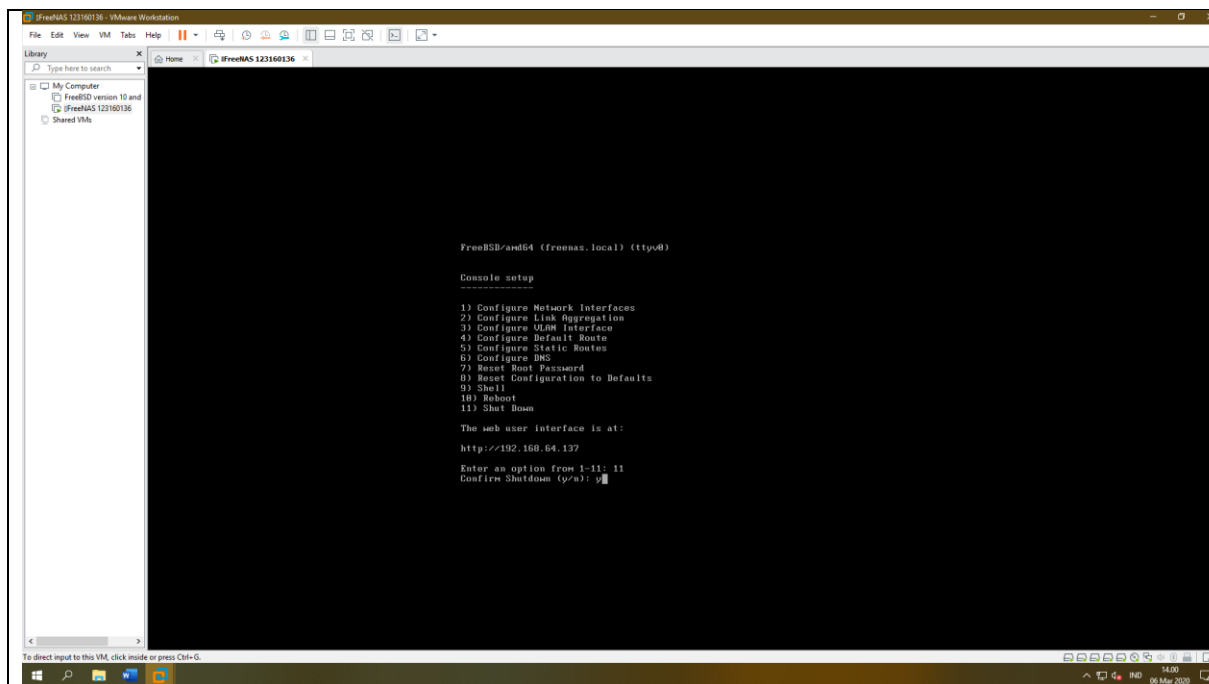 IFreeNAS 123160136 - VMware Workstation
File Edit View VM Tabs Help
Library
Type here to search
My Computer
FreeBSD version 10 and
IFreeNAS 123160136
Shared VMs
Home
IFreeNAS 123160136
FreeBSD/amd64 (freenas.local) (ttyv0)
Console setup
-------------
1) Configure Network Interfaces
2) Configure Link Aggregation
3) Configure VLAN Interface
4) Configure Default Route
5) Configure Static Routes
6) Configure DNS
7) Reset Root Password
8) Reset Configuration to Defaults
9) Shell
10) Reboot
11) Shut Down
The web user interface is at:
http://192.168.64.137
Enter an option from 1-11: 11
Confirm Shutdown (y/n): y
To direct input to this VM, click inside or press Ctrl+G.
IND
14.00
06 Mar 2020